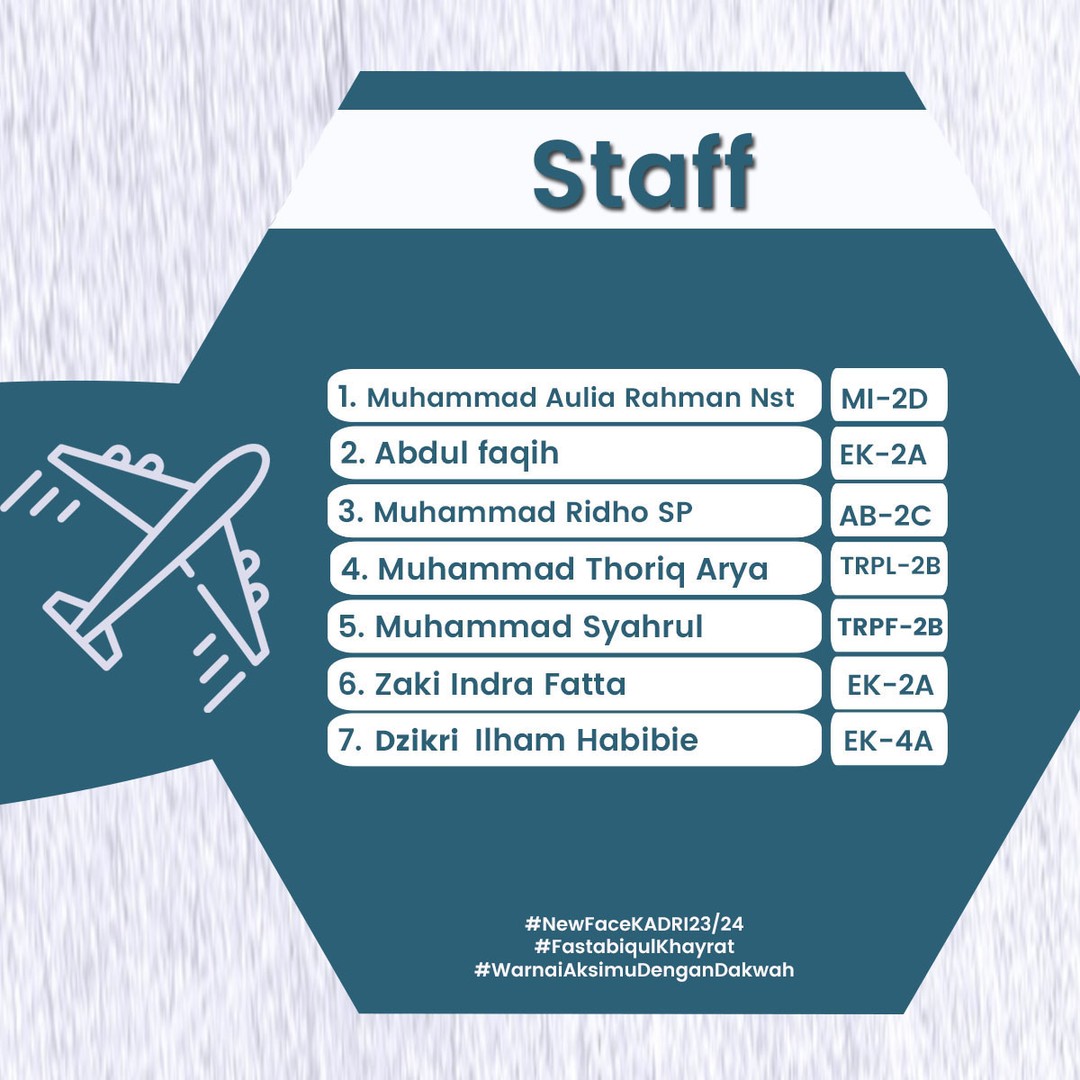 Staff
1. Muhammad Aulia Rahman Nst MI-2D
2. Abdul faqih EK-2A
3. Muhammad Ridho SP AB-2C
4. Muhammad Thoriq Arya TRPL-2B
5. Muhammad Syahrul TRPF-2B
6. Zaki Indra Fatta EK-2A
7. Dzikri Ilham Habibie EK-4A
#NewFaceKADRI23/24
#FastabiqulKhayrat
#WarnaiAksimuDenganDakwah